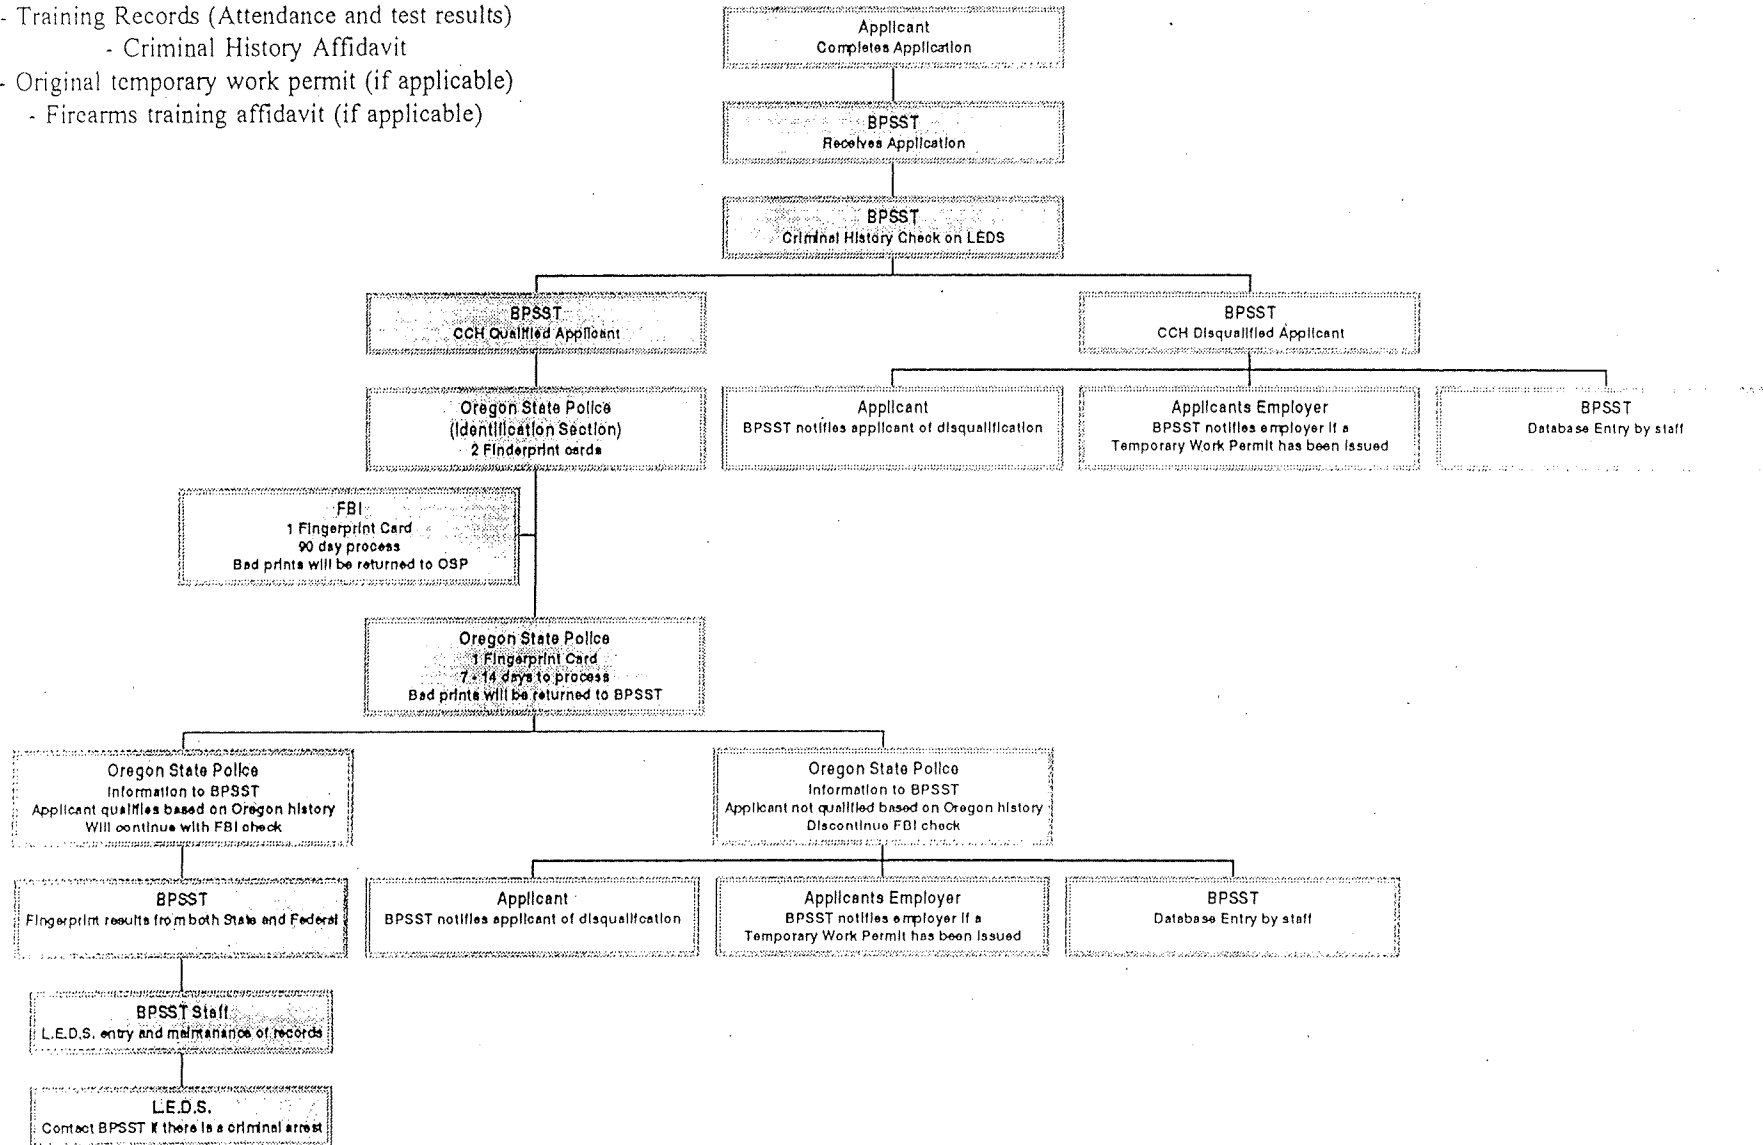 - Training Records (Attendance and test results)
- Criminal History Affidavit
- Original temporary work permit (if applicable)
- Firearms training affidavit (if applicable)
Applicant
Completes Application
BPSST
Receives Application
BPSST
Criminal History Check on LEDS
BPSST
CCH Qualified Applicant
BPSST
CCH Disqualified Applicant
Oregon State Police
(Identification Section)
2 Finderprint cards
Applicant
BPSST notifies applicant of disqualification
Applicants Employer
BPSST notifies employer if a
Temporary Work Permit has been issued
BPSST
Database Entry by staff
FBI
1 Fingerprint Card
90 day process
Bad prints will be returned to OSP
Oregon State Police
1 Fingerprint Card
7 - 14 days to process
Bad prints will be returned to BPSST
Oregon State Police
Information to BPSST
Applicant qualifies based on Oregon history
Will continue with FBI check
Oregon State Police
Information to BPSST
Applicant not qualified based on Oregon history
Discontinue FBI check
BPSST
Fingerprint results from both State and Federal
Applicant
BPSST notifies applicant of disqualification
Applicants Employer
BPSST notifies employer if a
Temporary Work Permit has been issued
BPSST
Database Entry by staff
BPSST Staff
L.E.D.S. entry and maintanance of records
L.E.D.S.
Contact BPSST if there is a criminal arrest